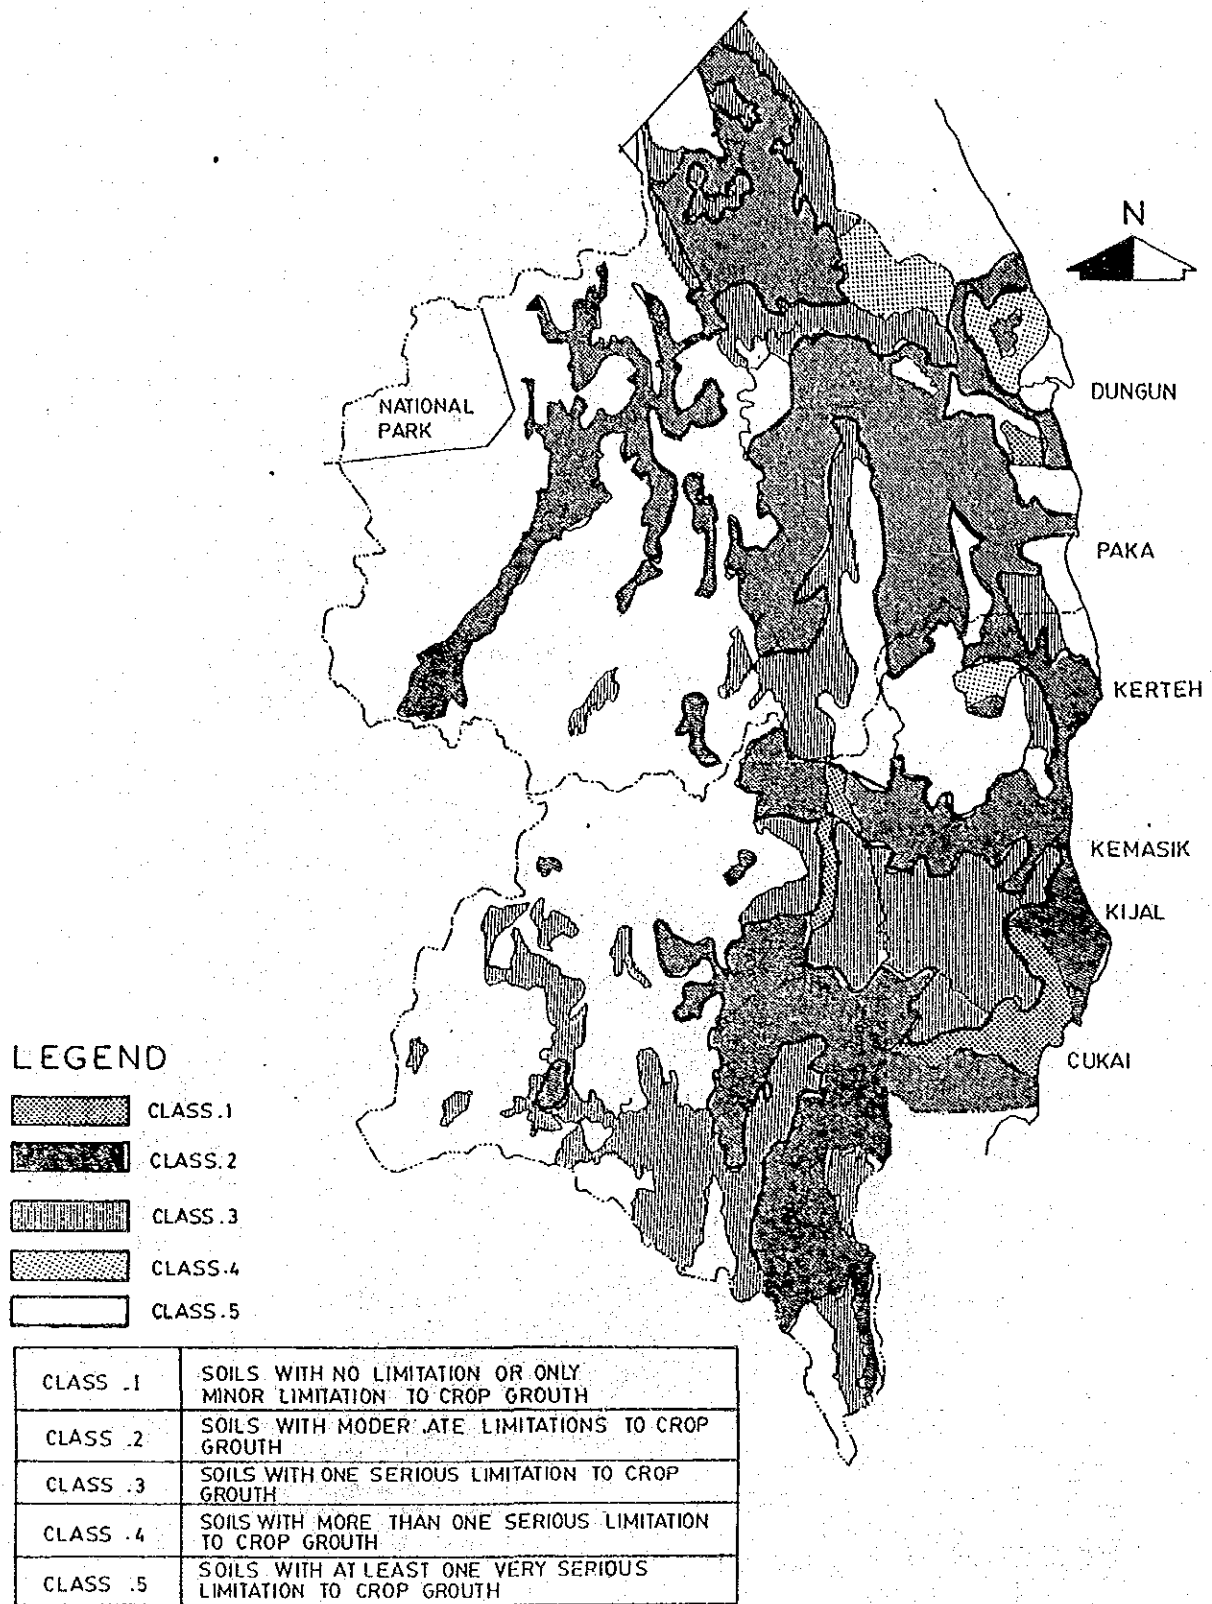 N
DUNGUN
NATIONAL
PARK
PAKA
KERTEH
KEMASIK
KIJAL
CUKAI
LEGEND
CLASS.1
CLASS.2
CLASS.3
CLASS.4
CLASS.5
CLASS .1 SOILS WITH NO LIMITATION OR ONLY
MINOR LIMITATION TO CROP GROUTH
CLASS .2 SOILS WITH MODER .ATE LIMITATIONS TO CROP
GROUTH
CLASS .3 SOILS WITH ONE SERIOUS LIMITATION TO CROP
GROUTH
CLASS .4 SOILS WITH MORE THAN ONE SERIOUS LIMITATION
TO CROP GROUTH
CLASS .5 SOILS WITH AT LEAST ONE VERY SERIOUS
LIMITATION TO CROP GROUTH